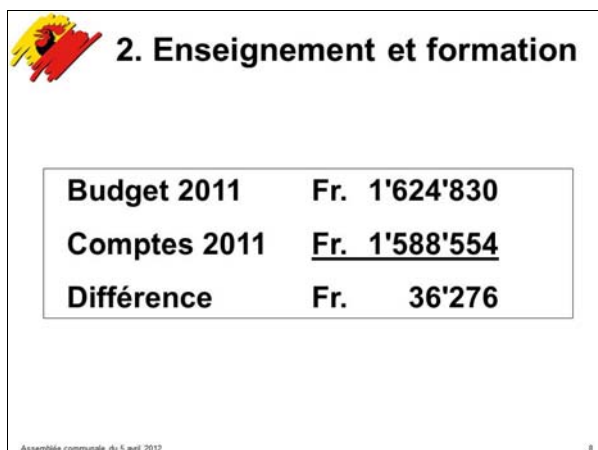 2. Enseignement et formation
Budget 2011 Fr. 1'624'830
Comptes 2011 Fr. 1'588'554
Différence Fr. 36'276
Assemblée communale du 5 avril 2012 8